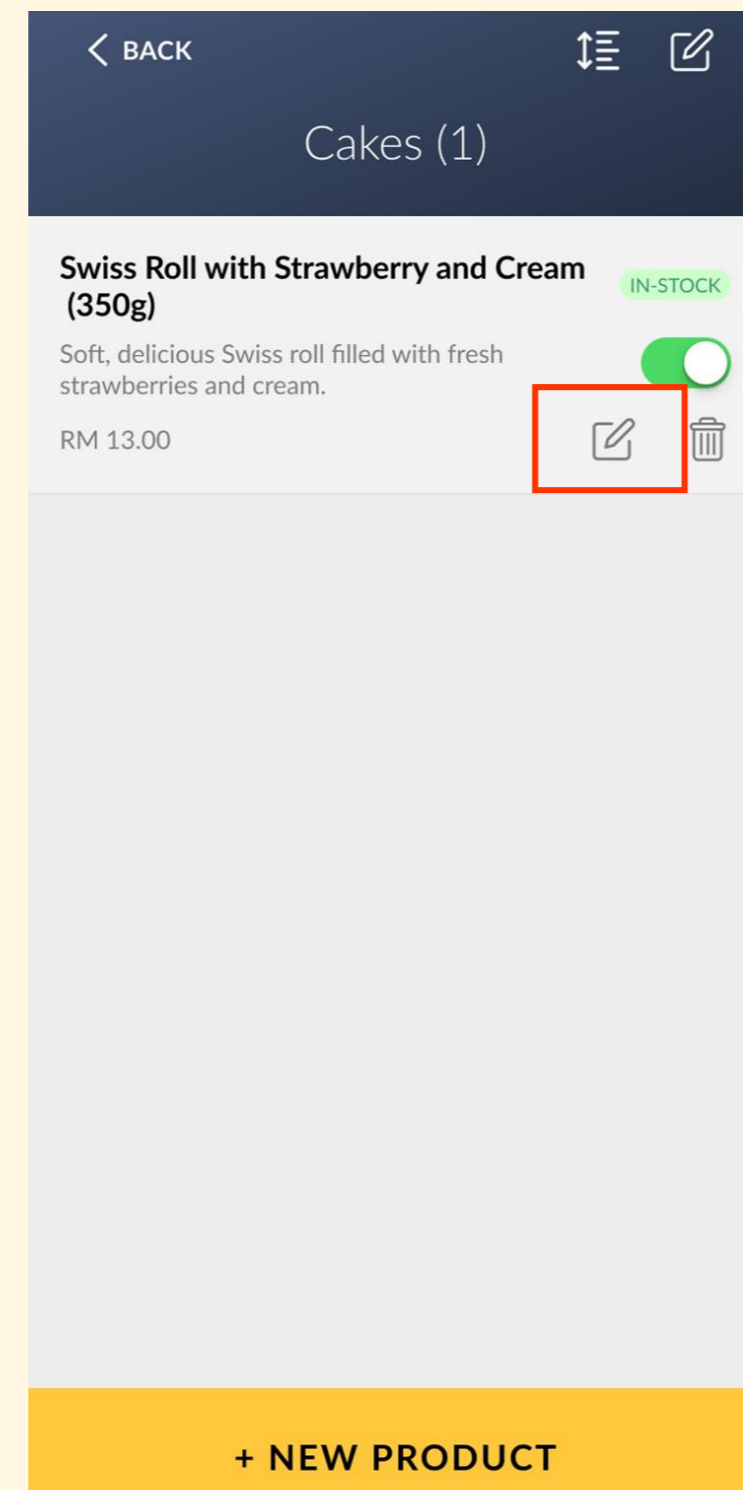 BACK
Cakes (1)
Swiss Roll with Strawberry and Cream
(350g)
IN-STOCK
Soft, delicious Swiss roll filled with fresh
strawberries and cream.
RM 13.00
+ NEW PRODUCT